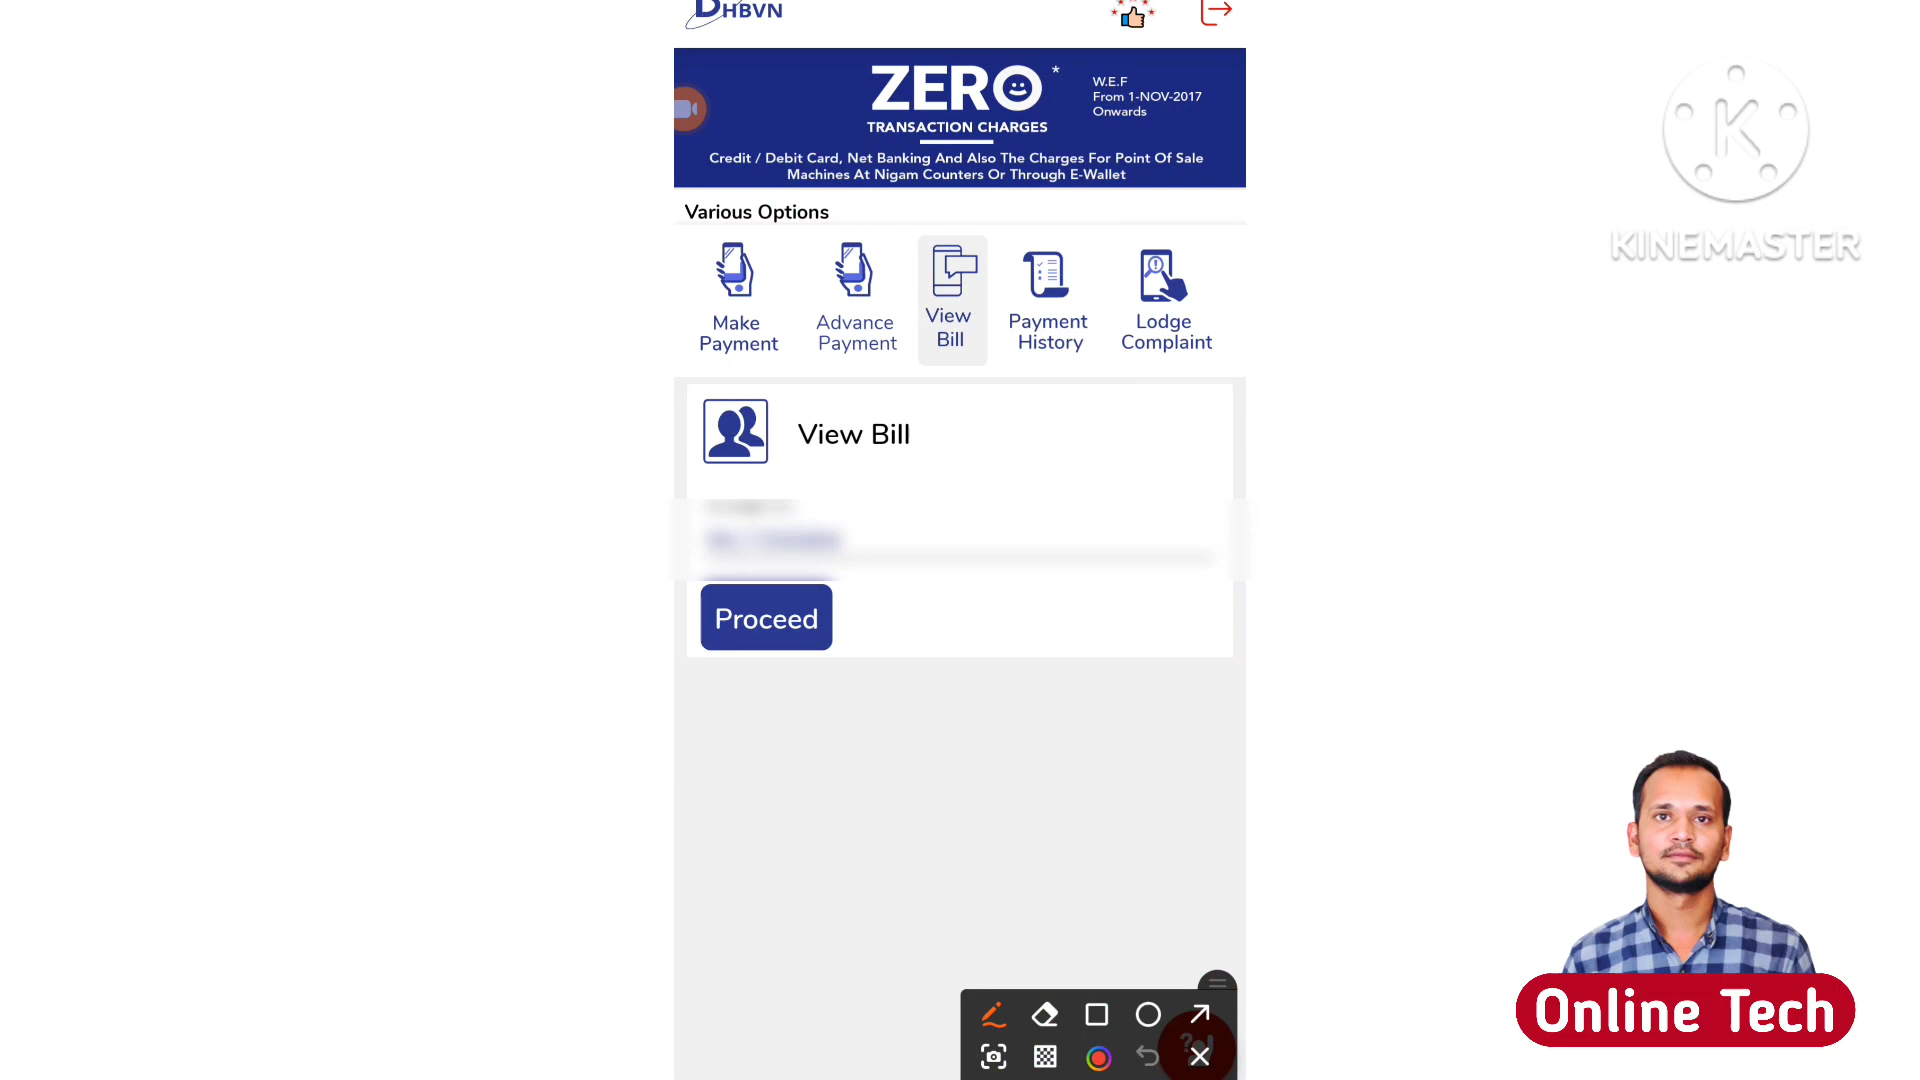 DHBVN
ZERO*
W.E.F
From 1-NOV-2017
Onwards
TRANSACTION CHARGES
Credit / Debit Card, Net Banking And Also The Charges For Point Of Sale
Machines At Nigam Counters Or Through E-Wallet
Various Options
Make
Payment
Advance
Payment
View
Bill
Payment
History
Lodge
Complaint
View Bill
Proceed
K
KINEMASTER
Online Tech